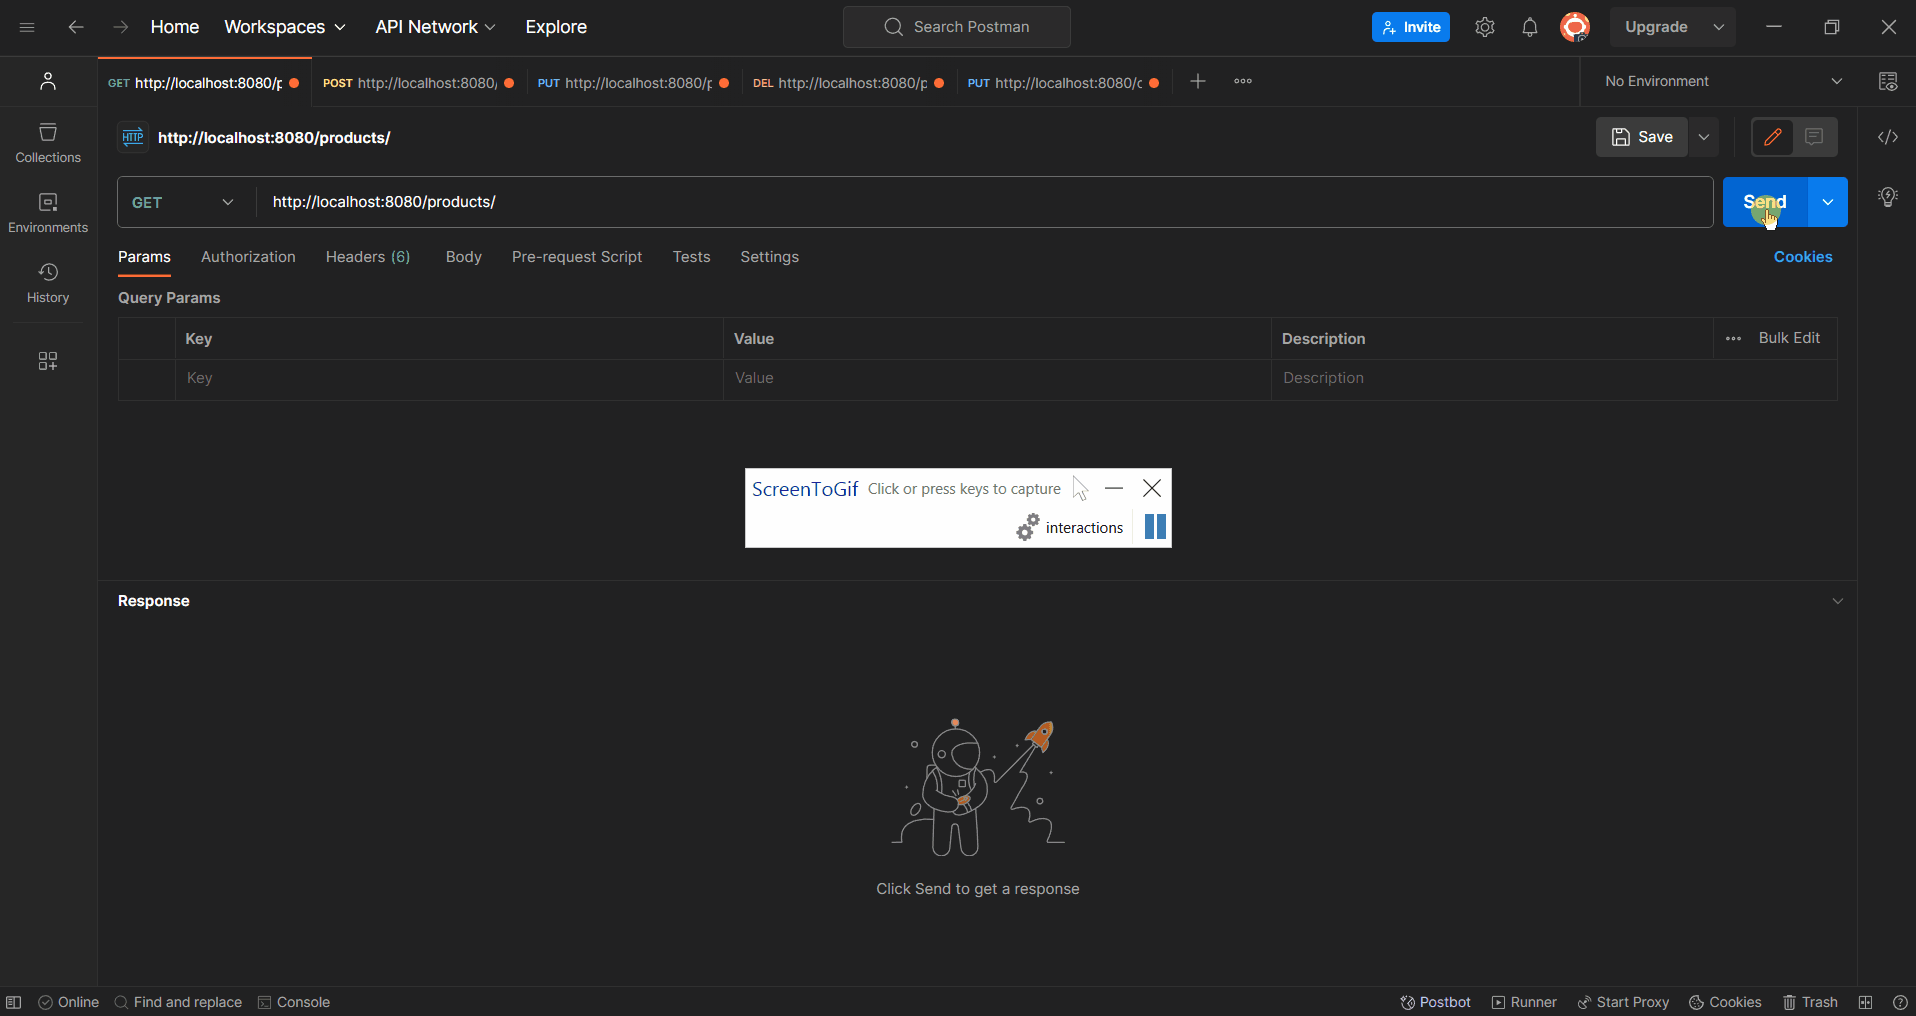 Home Workspaces API Network Explore Search Postman Invite Upgrade
GET http://localhost:8080/p POST http://localhost:8080/ PUT http://localhost:8080/p DEL http://localhost:8080/p PUT http://localhost:8080/c No Environment
HTTP http://localhost:8080/products/ Save
GET http://localhost:8080/products/ Send
Params Authorization Headers (6) Body Pre-request Script Tests Settings Cookies
Collections
Environments
History
Query Params
Key Value Description Bulk Edit
Key Value Description
ScreenToGif Click or press keys to capture
interactions
Response
Click Send to get a response
Online Find and replace Console Postbot Runner Start Proxy Cookies Trash